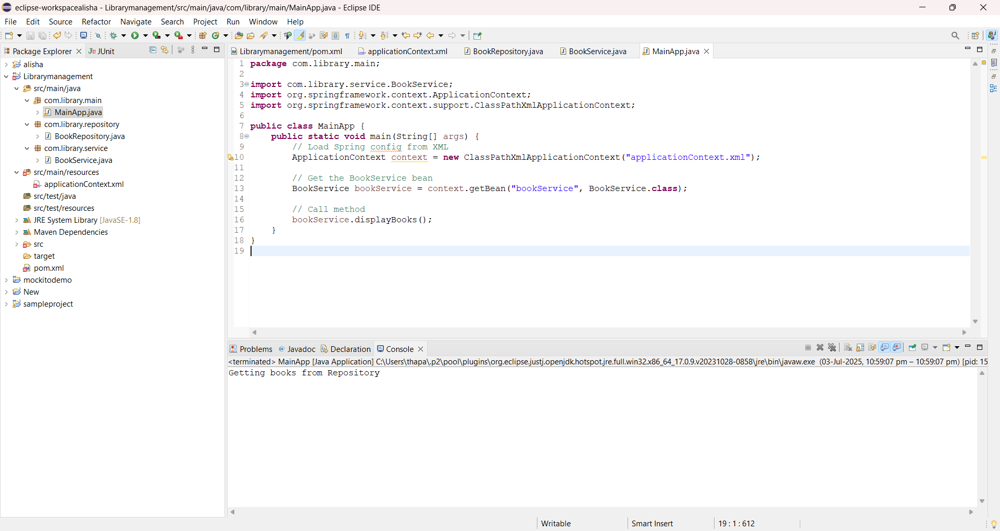 eclipse-workspacealisha - Librarymanagement/src/main/java/com/library/main/MainApp.java - Eclipse IDE
File Edit Source Refactor Navigate Search Project Run Window Help
Package Explorer JUnit
alisha
Librarymanagement
src/main/java
com.library.main
MainApp.java
com.library.repository
BookRepository.java
com.library.service
BookService.java
src/main/resources
applicationContext.xml
src/test/java
src/test/resources
JRE System Library [JavaSE-1.8]
Maven Dependencies
src
target
pom.xml
mockitodemo
New
sampleproject
Librarymanagement/pom.xml applicationContext.xml BookRepository.java BookService.java MainApp.java
1 package com.library.main;
2
3 import com.library.service.BookService;
4 import org.springframework.context.ApplicationContext;
5 import org.springframework.context.support.ClassPathXmlApplicationContext;
6
7 public class MainApp {
8 public static void main(String[] args) {
9 // Load Spring config from XML
10 ApplicationContext context = new ClassPathXmlApplicationContext("applicationContext.xml");
11
12 // Get the BookService bean
13 BookService bookService = context.getBean("bookService", BookService.class);
14
15 // Call method
16 bookService.displayBooks();
17 }
18 }
19
Problems Javadoc Declaration Console
<terminated> MainApp [Java Application] C:\Users\thapa\.p2\pool\plugins\org.eclipse.justj.openjdk.hotspot.jre.full.win32.x86_64_17.0.9.v20231028-0858\jre\bin\javaw.exe (03-Jul-2025, 10:59:07 pm – 10:59:07 pm) [pid: 15
Getting books from Repository
Writable Smart Insert 19 : 1 : 612